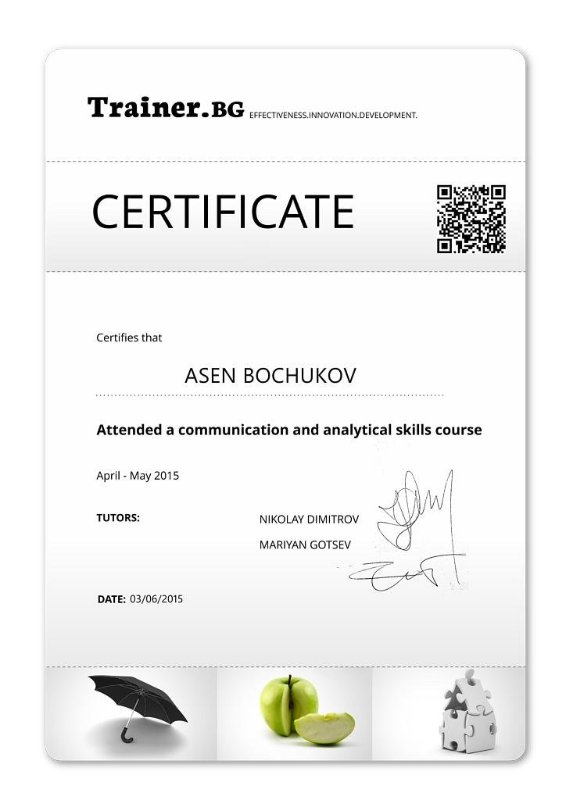 Trainer.BG EFFECTIVENESS.INNOVATION.DEVELOPMENT.
CERTIFICATE
Certifies that
ASEN BOCHUKOV
Attended a communication and analytical skills course
April - May 2015
TUTORS:
NIKOLAY DIMITROV
MARIYAN GOTSEV
DATE: 03/06/2015